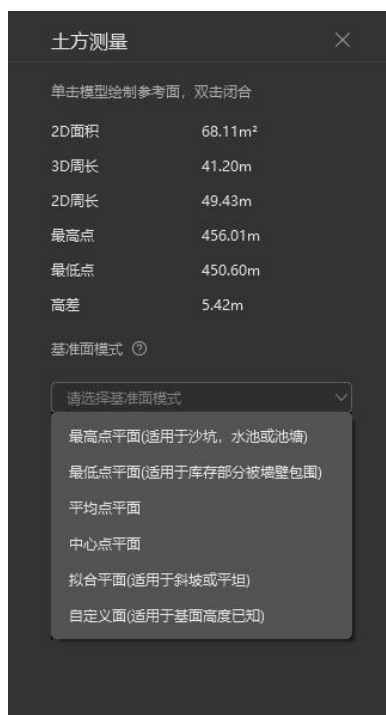 土方测量
单击模型绘制参考面，双击闭合
2D面积 68.11m²
3D周长 41.20m
2D周长 49.43m
最高点 456.01m
最低点 450.60m
高差 5.42m
基准面模式
请选择基准面模式
最高点平面(适用于沙坑，水池或池塘)
最低点平面(适用于库存部分被墙壁包围)
平均点平面
中心点平面
拟合平面(适用于斜坡或平坦)
自定义面(适用于基面高度已知)